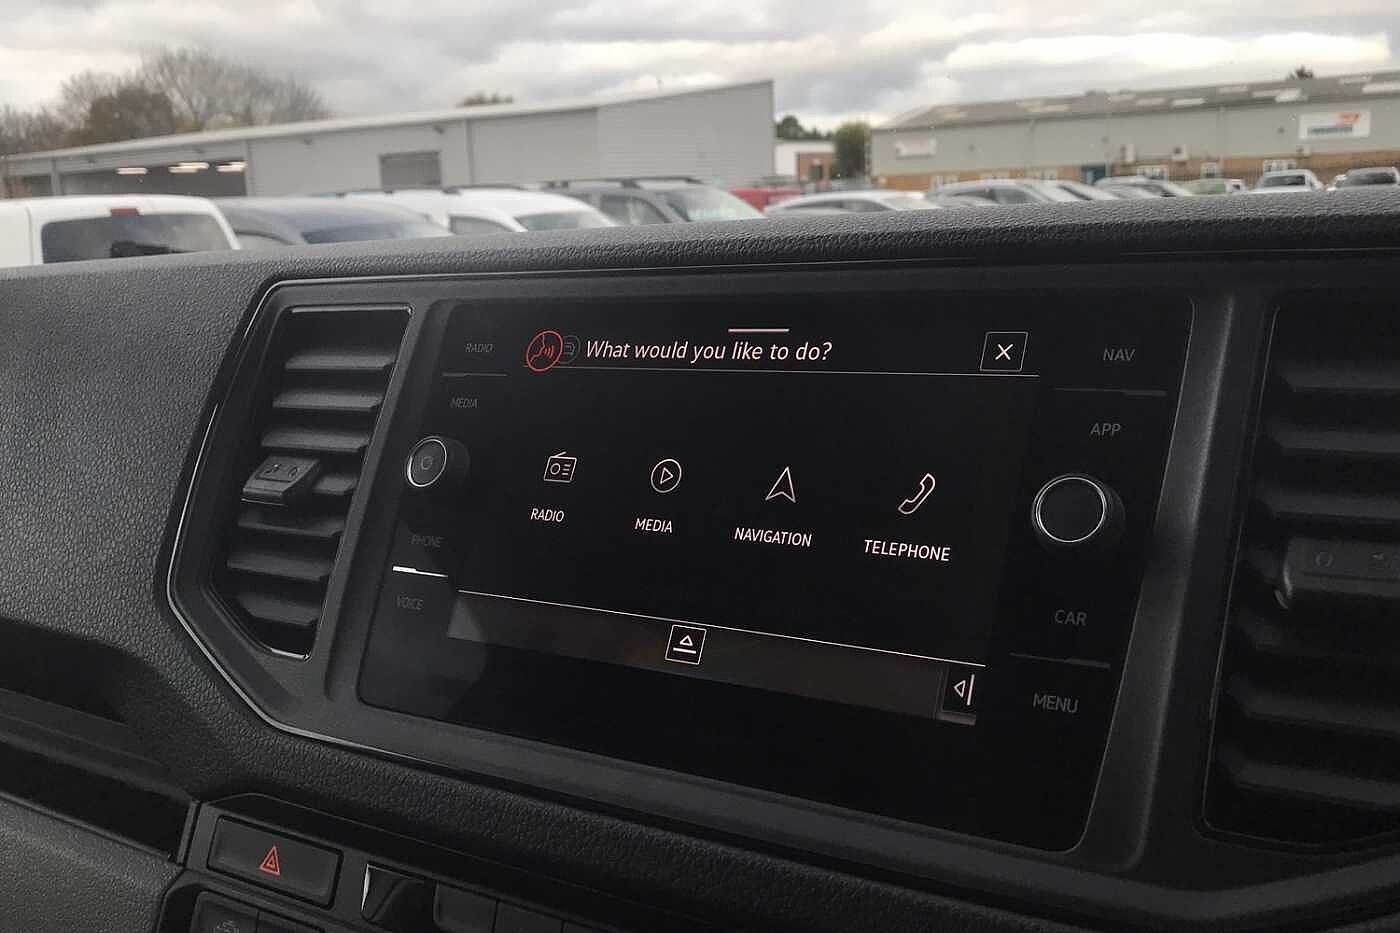 What would you like to do?
RADIO
MEDIA
PHONE
VOICE
RADIO
MEDIA
NAVIGATION
TELEPHONE
NAV
APP
CAR
MENU